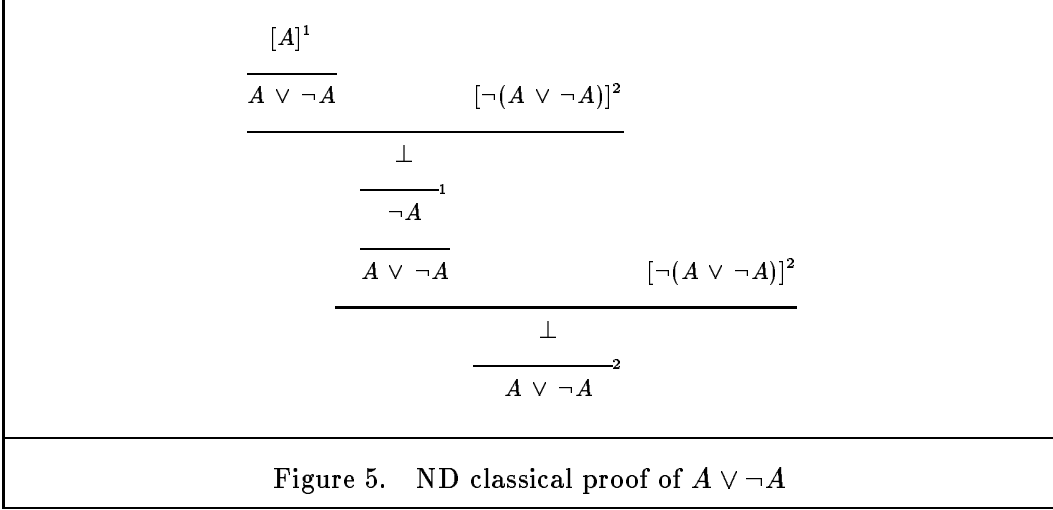 [A]¹
A ∨ ¬A [¬(A ∨ ¬A)]²
⊥
1
¬A
A ∨ ¬A [¬(A ∨ ¬A)]²
⊥
2
A ∨ ¬A
Figure 5. ND classical proof of A ∨ ¬A